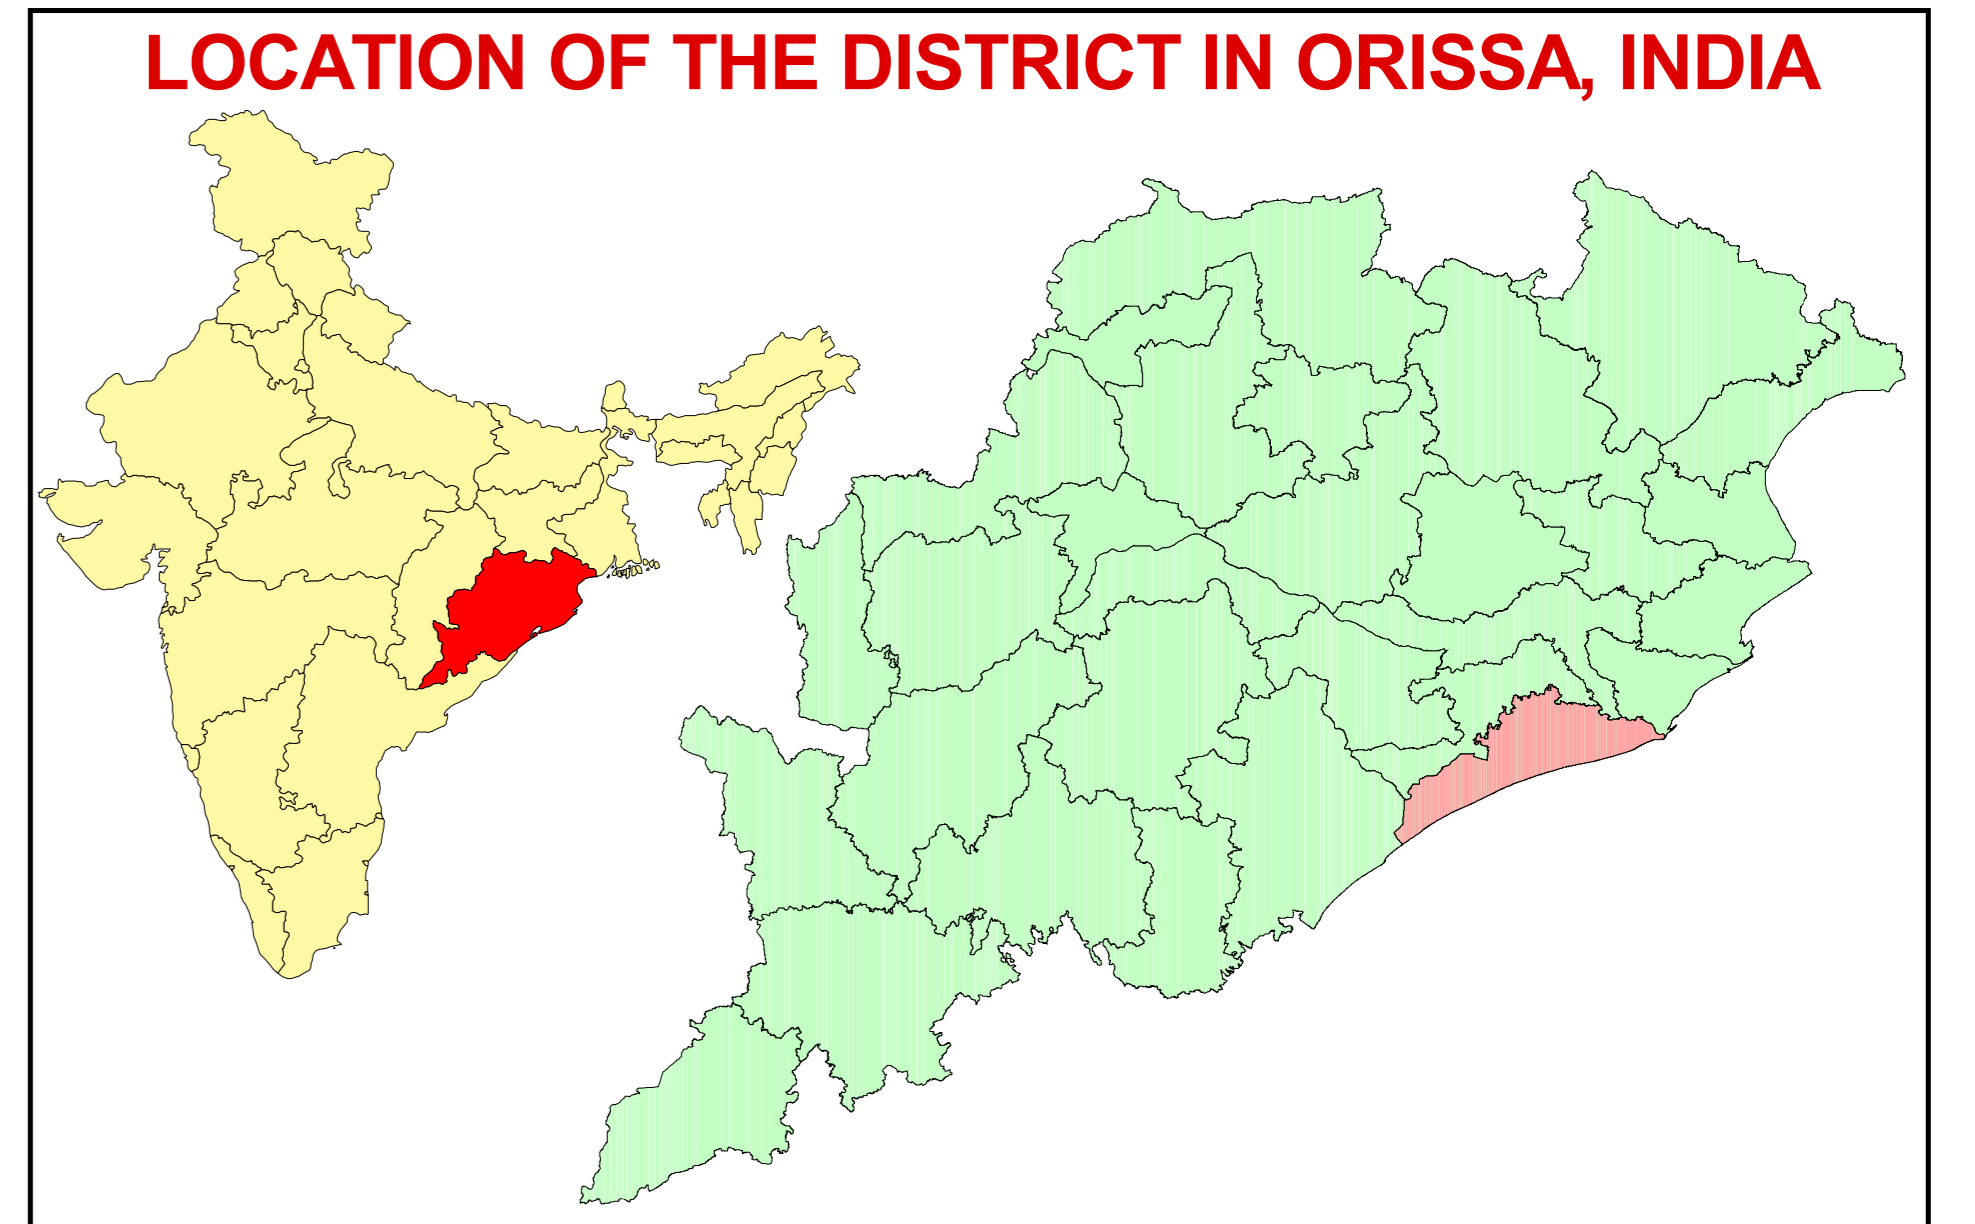 LOCATION OF THE DISTRICT IN ORISSA, INDIA